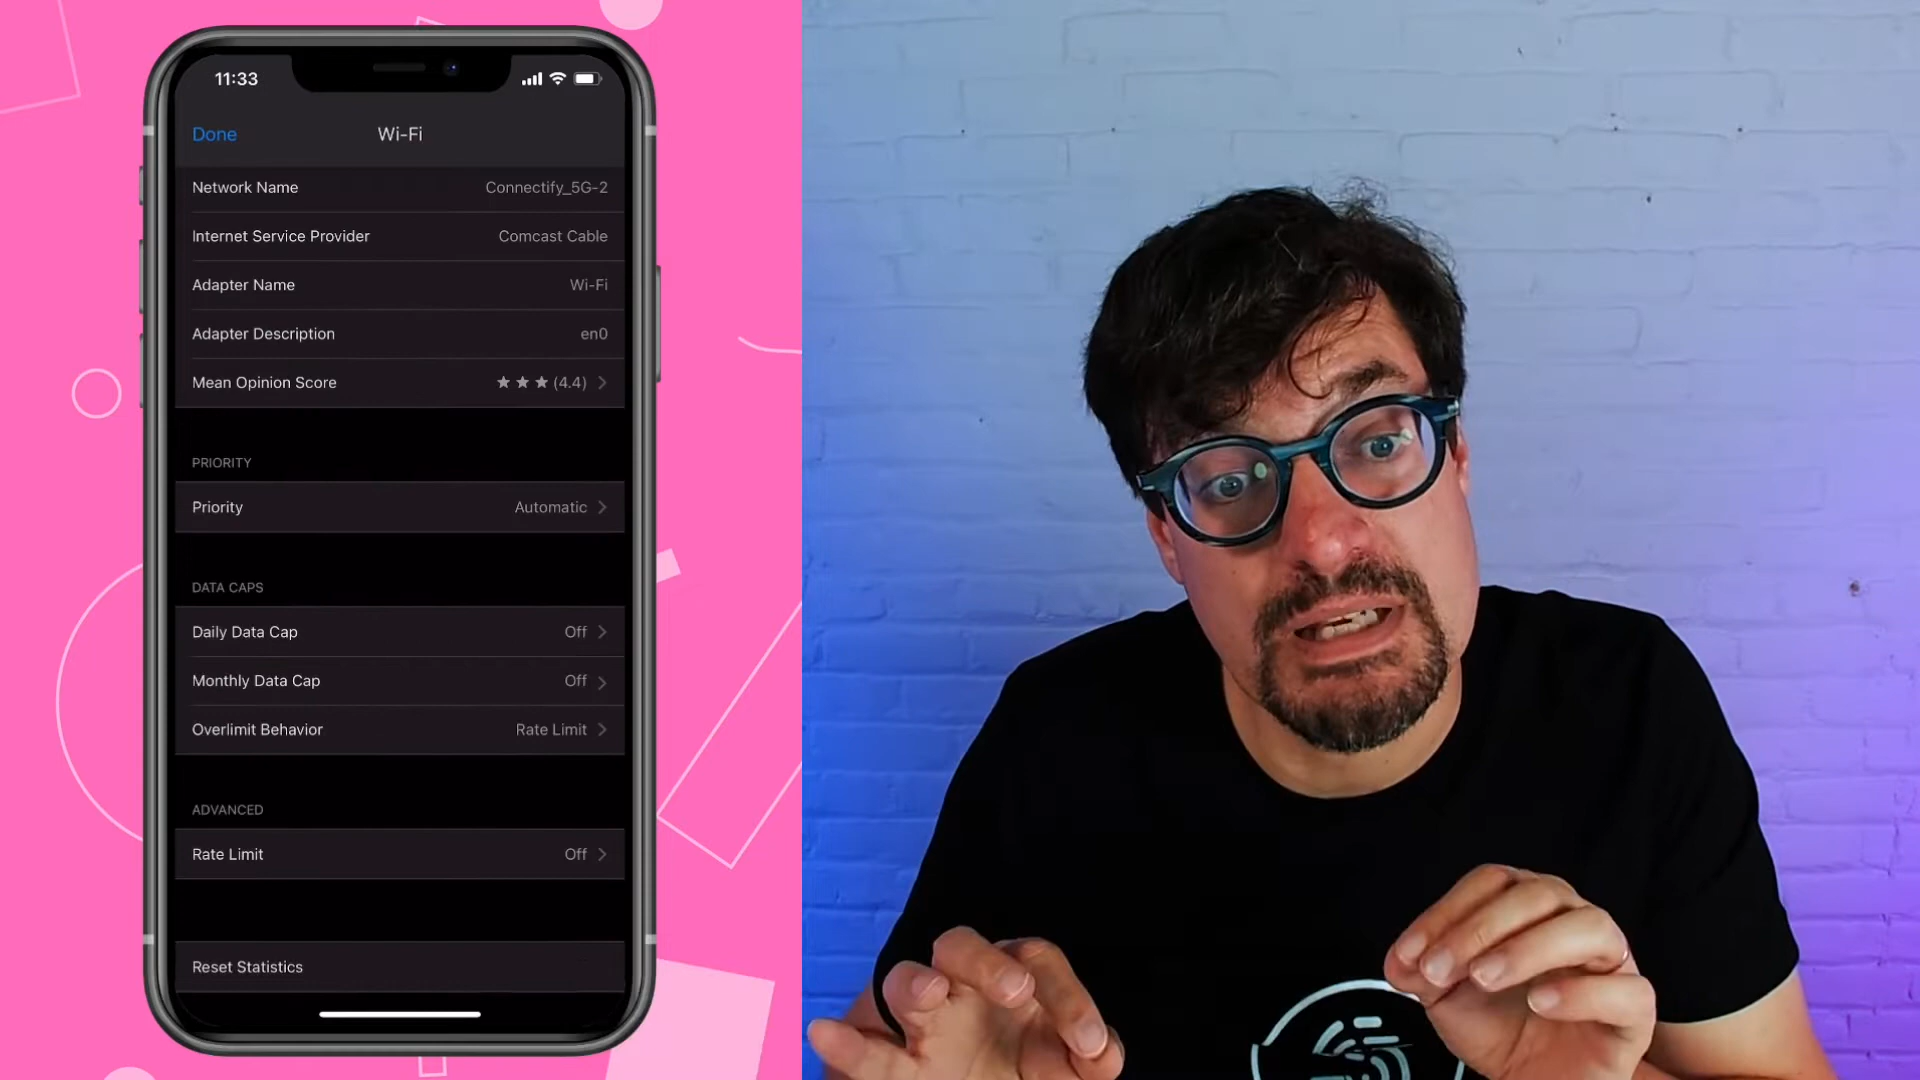 11:33
Done
Wi-Fi
Network Name Connectify_5G-2
Internet Service Provider Comcast Cable
Adapter Name Wi-Fi
Adapter Description en0
Mean Opinion Score ★ ★ ★ (4.4)
PRIORITY
Priority Automatic
DATA CAPS
Daily Data Cap Off
Monthly Data Cap Off
Overlimit Behavior Rate Limit
ADVANCED
Rate Limit Off
Reset Statistics